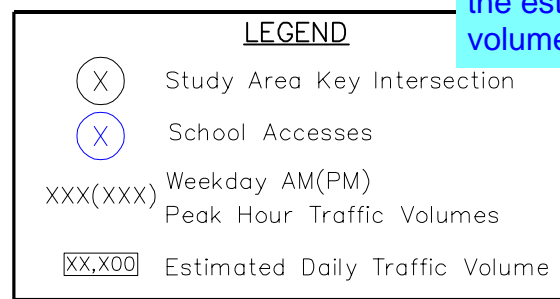 the est
volume
LEGEND
X Study Area Key Intersection
X School Accesses
XXX(XXX) Weekday AM(PM)
Peak Hour Traffic Volumes
XX,X00 Estimated Daily Traffic Volume